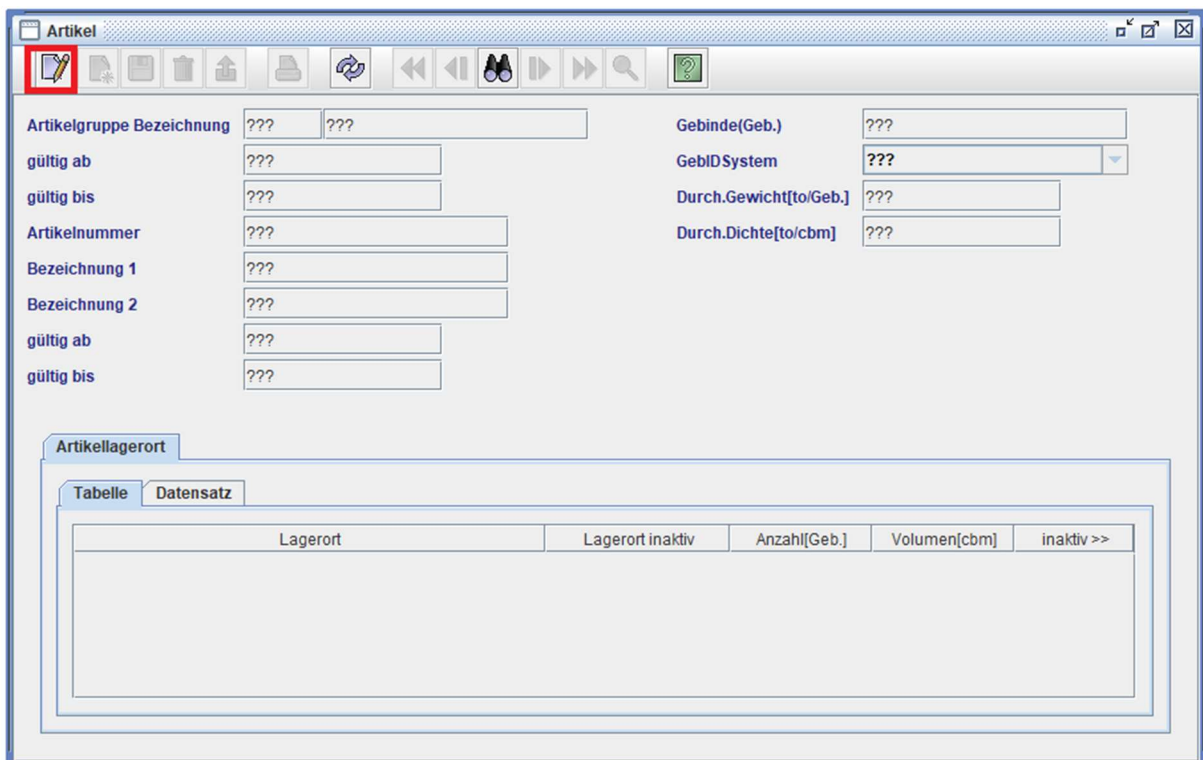 Artikel
?
Artikelgruppe Bezeichnung ??? ???
gültig ab ???
gültig bis ???
Artikelnummer ???
Bezeichnung 1 ???
Bezeichnung 2 ???
gültig ab ???
gültig bis ???
Gebinde(Geb.) ???
GebIDSystem ???
Durch.Gewicht[to/Geb.] ???
Durch.Dichte[to/cbm] ???
Artikellagerort
Tabelle Datensatz
Lagerort Lagerort inaktiv Anzahl[Geb.] Volumen[cbm] inaktiv >>